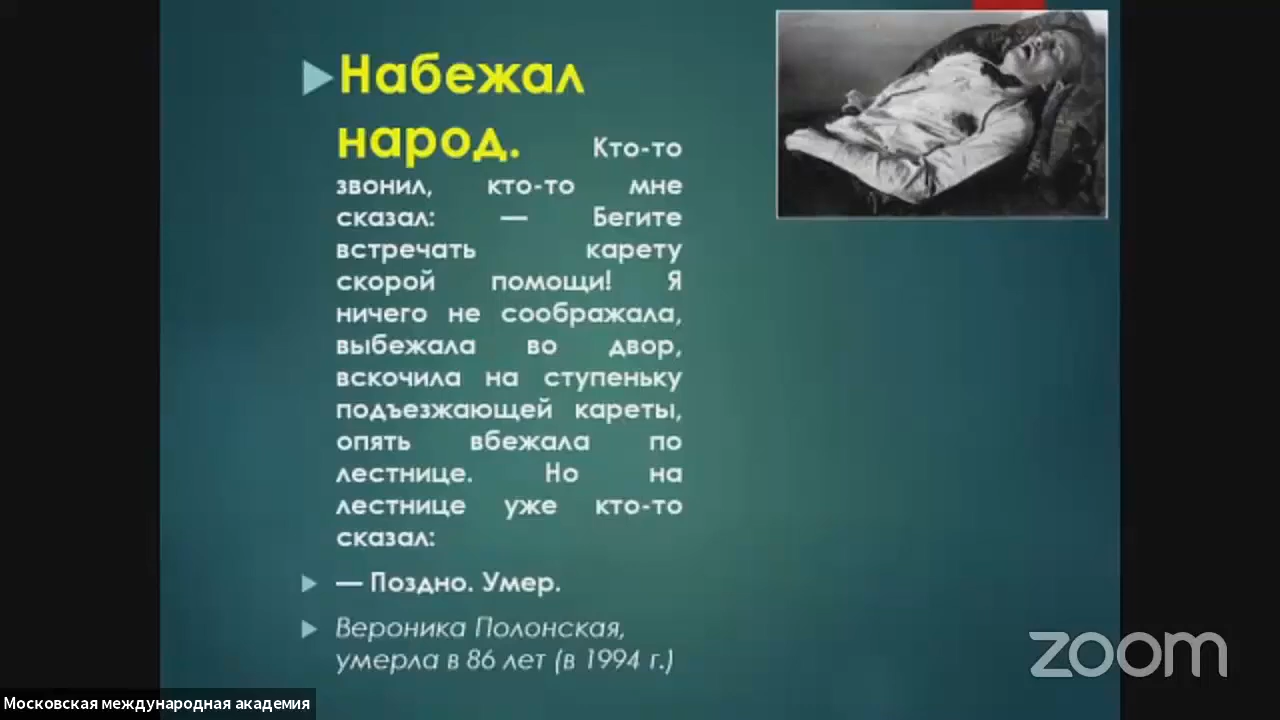 Набежал
народ. Кто-то
звонил, кто-то мне
сказал: — Бегите
встречать карету
скорой помощи! Я
ничего не соображала,
выбежала во двор,
вскочила на ступеньку
подъезжающей кареты,
опять вбежала по
лестнице. Но на
лестнице уже кто-то
сказал:
— Поздно. Умер.
Вероника Полонская,
умерла в 86 лет (в 1994 г.)
zoom
Московская международная академия